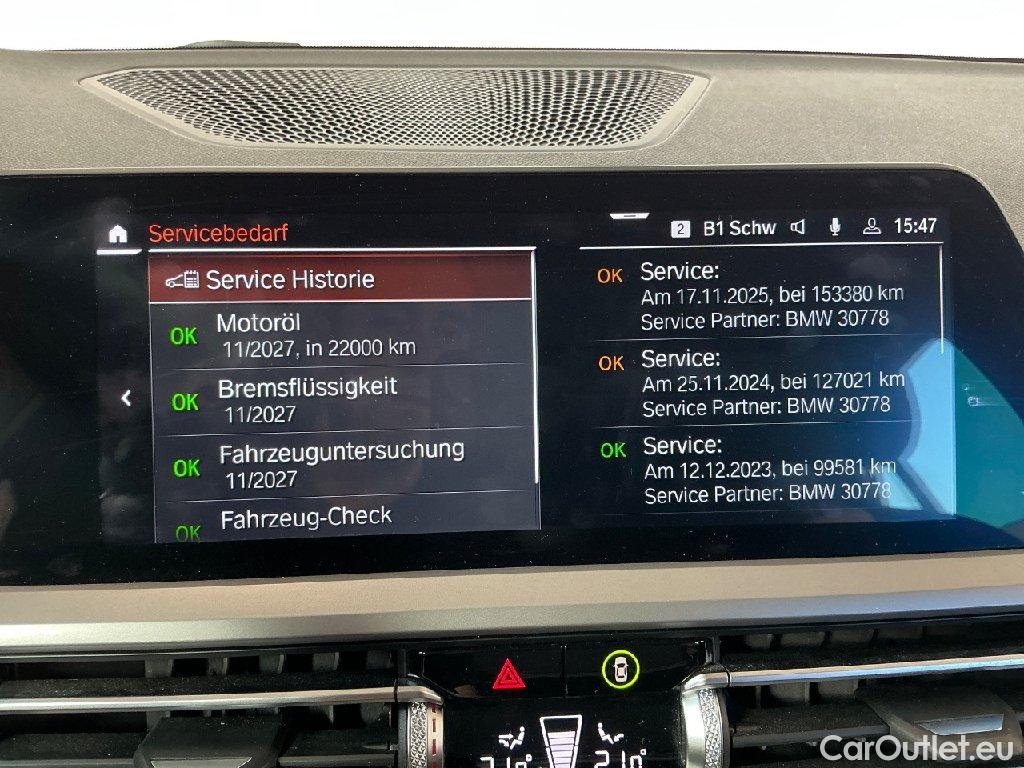 Servicebedarf
2 B1 Schw 15:47
Service Historie
OK Motoröl
11/2027, in 22000 km
OK Bremsflüssigkeit
11/2027
OK Fahrzeuguntersuchung
11/2027
OK Fahrzeug-Check
OK Service:
Am 17.11.2025, bei 153380 km
Service Partner: BMW 30778
OK Service:
Am 25.11.2024, bei 127021 km
Service Partner: BMW 30778
OK Service:
Am 12.12.2023, bei 99581 km
Service Partner: BMW 30778
CarOutlet.eu